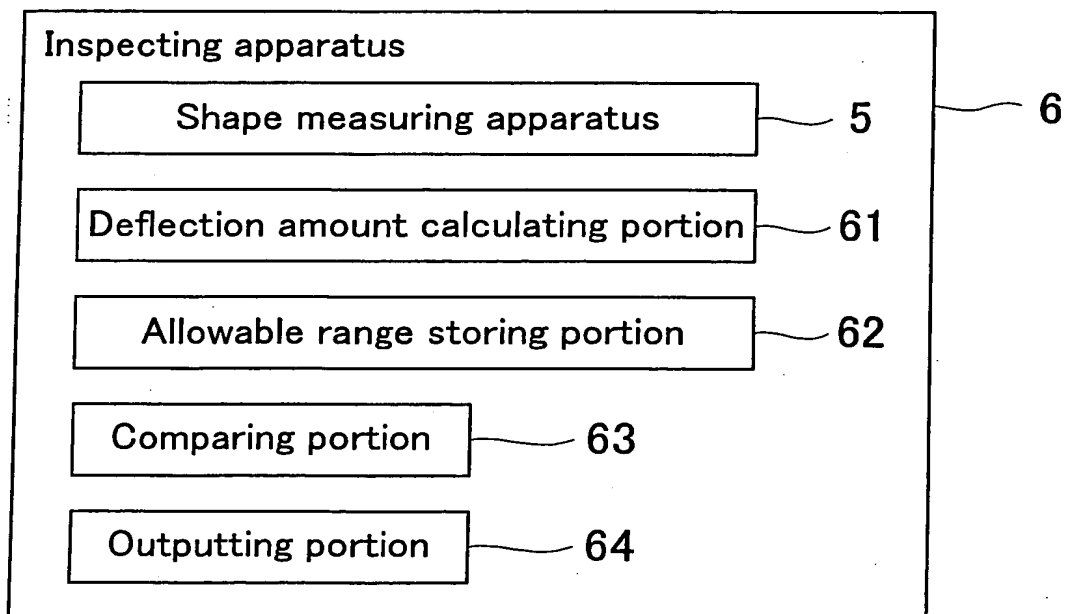 Inspecting apparatus
6
Shape measuring apparatus 5
Deflection amount calculating portion 61
Allowable range storing portion 62
Comparing portion 63
Outputting portion 64